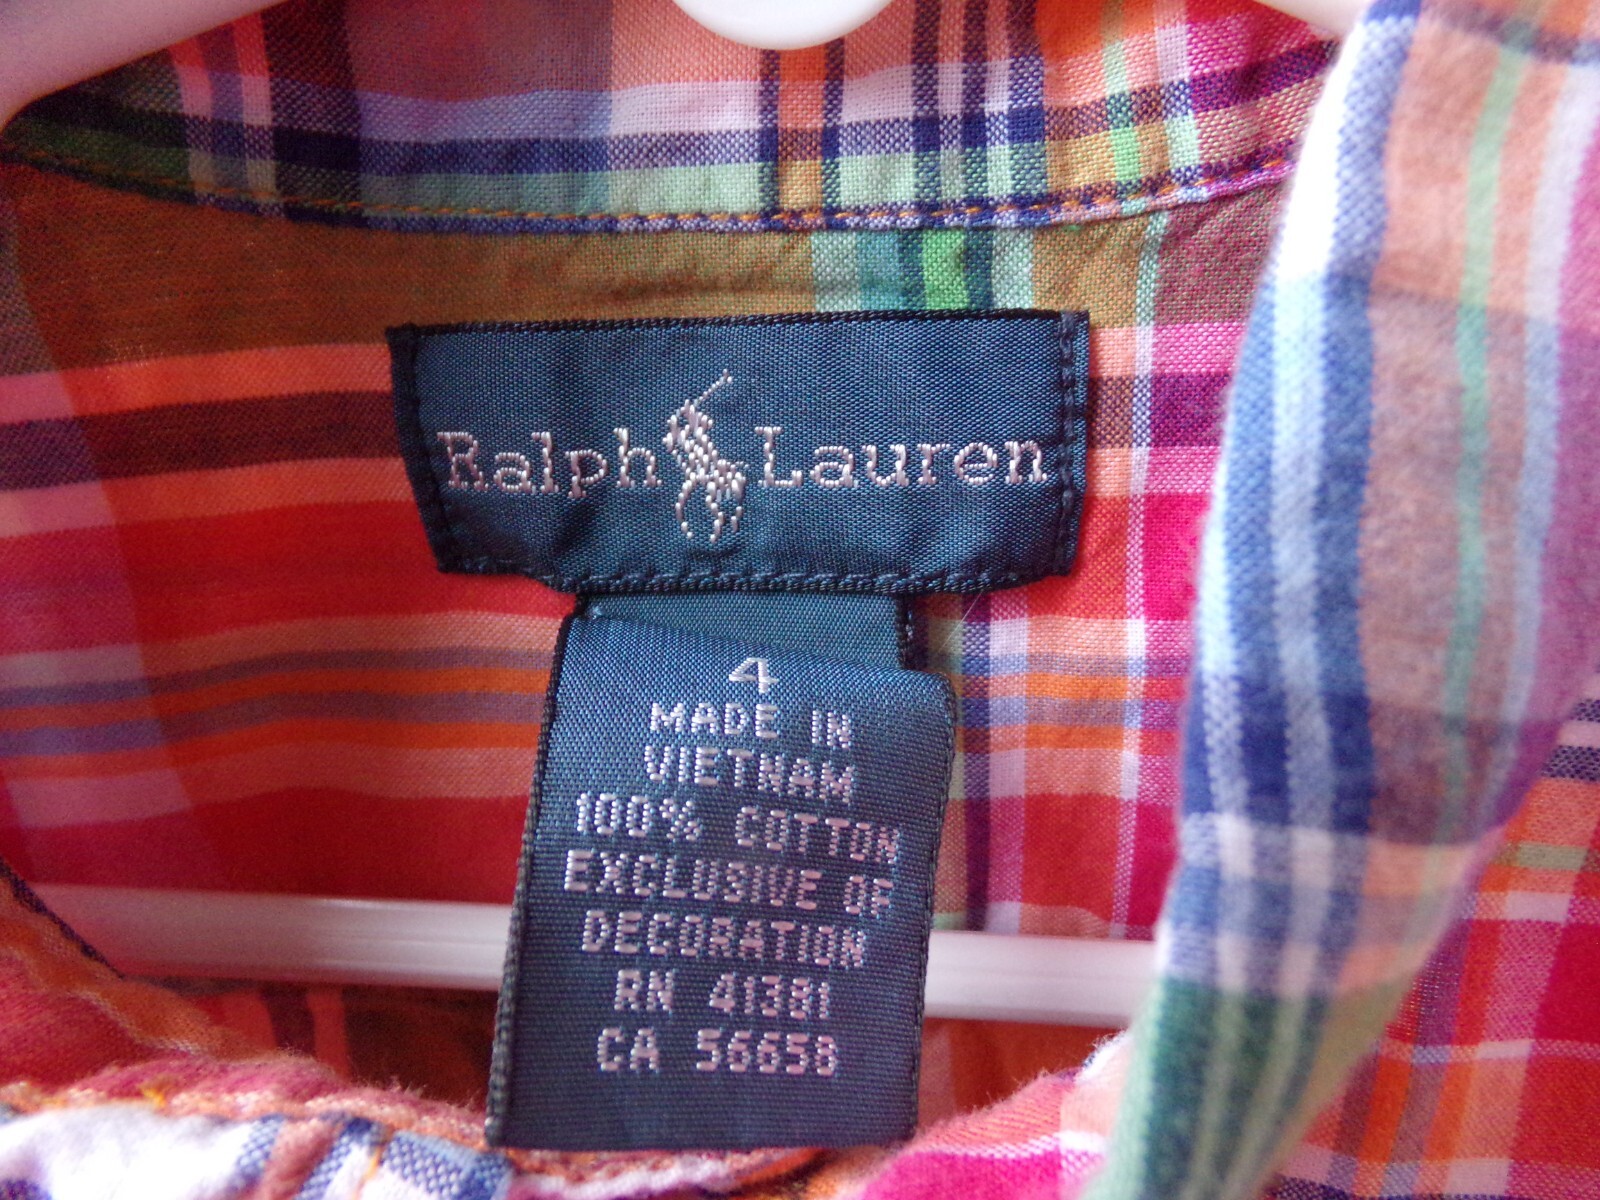 Ralph Lauren
4
MADE IN
VIETNAM
100% COTTON
EXCLUSIVE OF
DECORATION
RN 41381
CA 56658